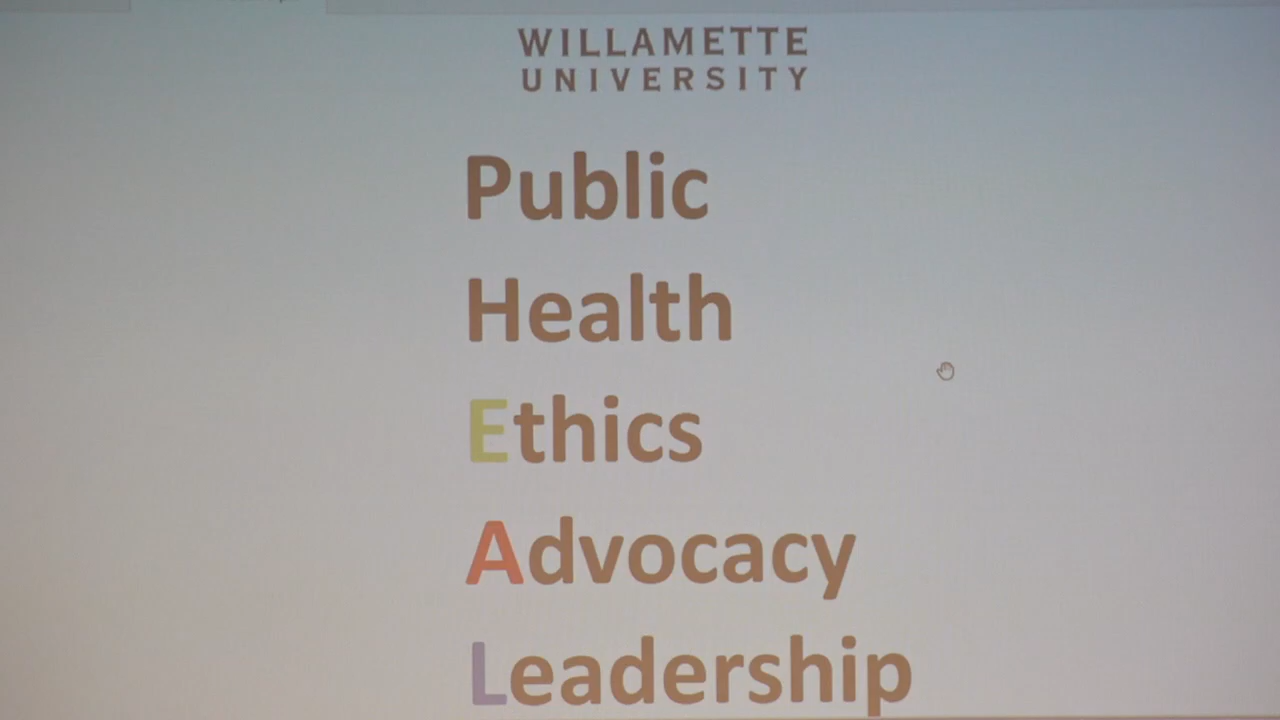 WILLAMETTE
UNIVERSITY
Public
Health
Ethics
Advocacy
Leadership